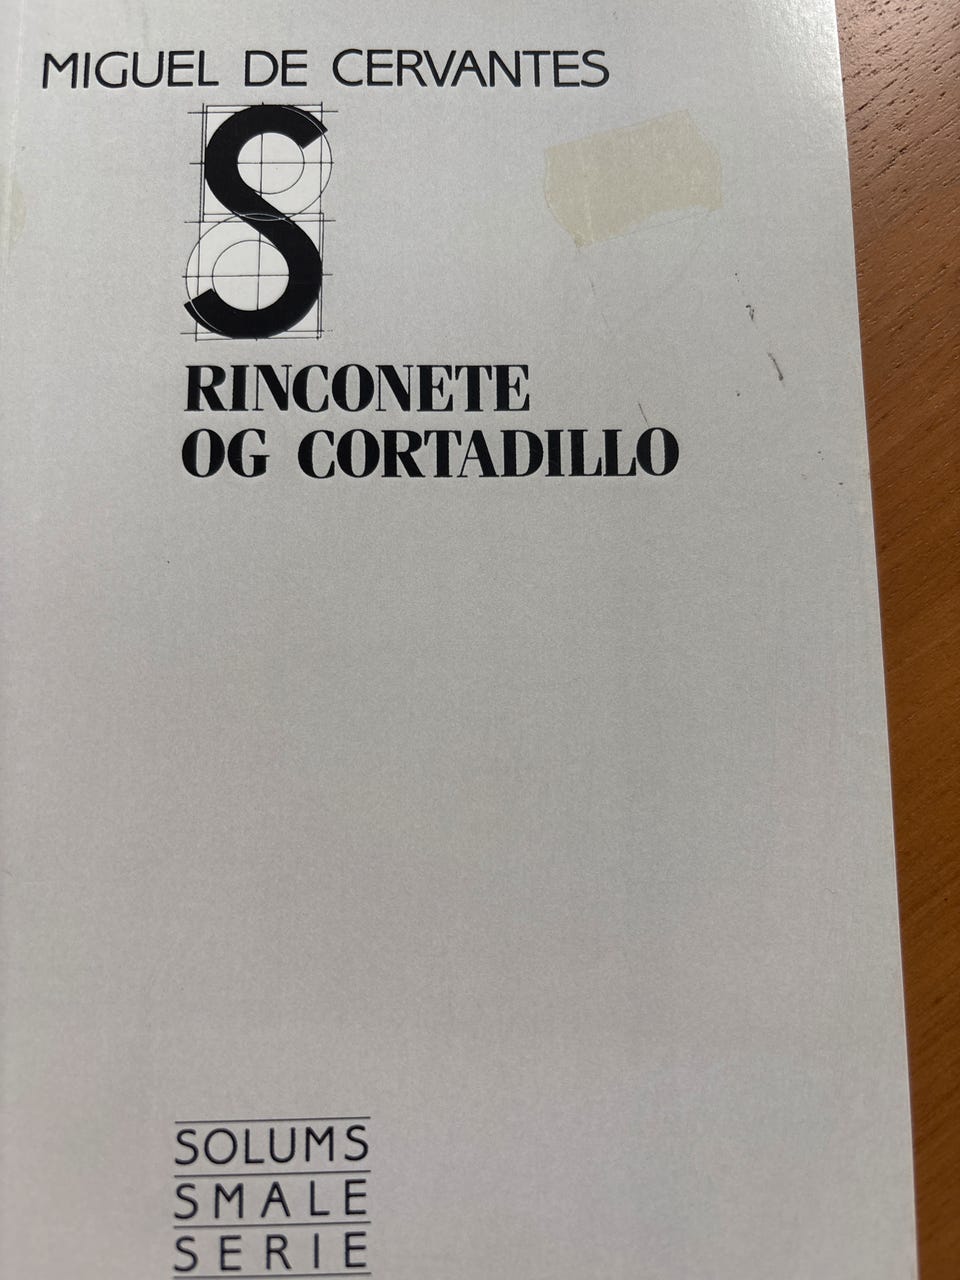 MIGUEL DE CERVANTES
S
RINCONETE
OG CORTADILLO
SOLUMS
SMALE
SERIE